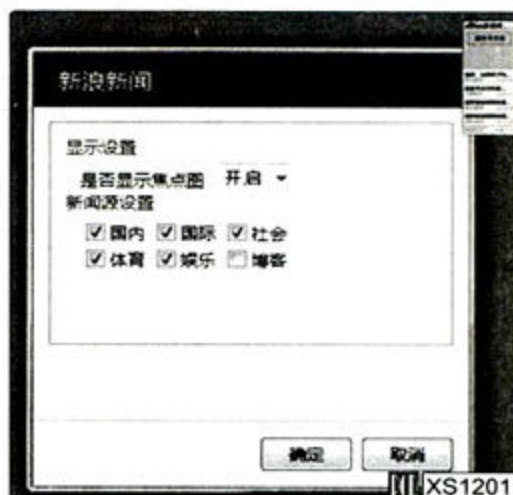 新浪新闻
显示设置
是否显示焦点图 开启
新闻源设置
国内 国际 社会
体育 娱乐 博客
确定 取消
XS1201